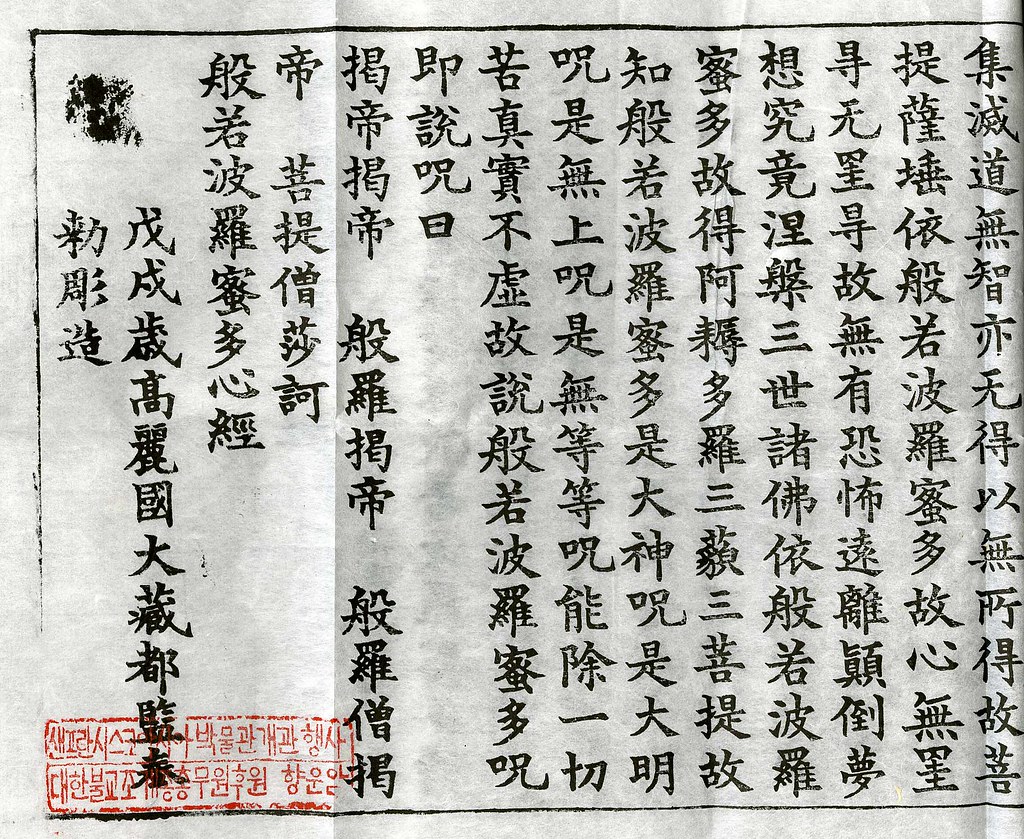 集滅道無智亦无得以無所得故菩
提薩埵依般若波羅蜜多故心無罣
㝵无罣㝵故無有恐怖遠離顚倒夢
想究竟涅槃三世諸佛依般若波羅
蜜多故得阿耨多羅三藐三菩提故
知般若波羅蜜多是大神呪是大明
呪是無上呪是無等等呪能除一切
苦真實不虛故說般若波羅蜜多呪
即說呪曰
揭帝揭帝　般羅揭帝　般羅僧揭
帝　菩提僧莎訶
般若波羅蜜多心經
戊戌歲高麗國大藏都監奉
勅彫造
샌프란시스코 박물관개관 행사
대한불교조계종총무원후원 향운암